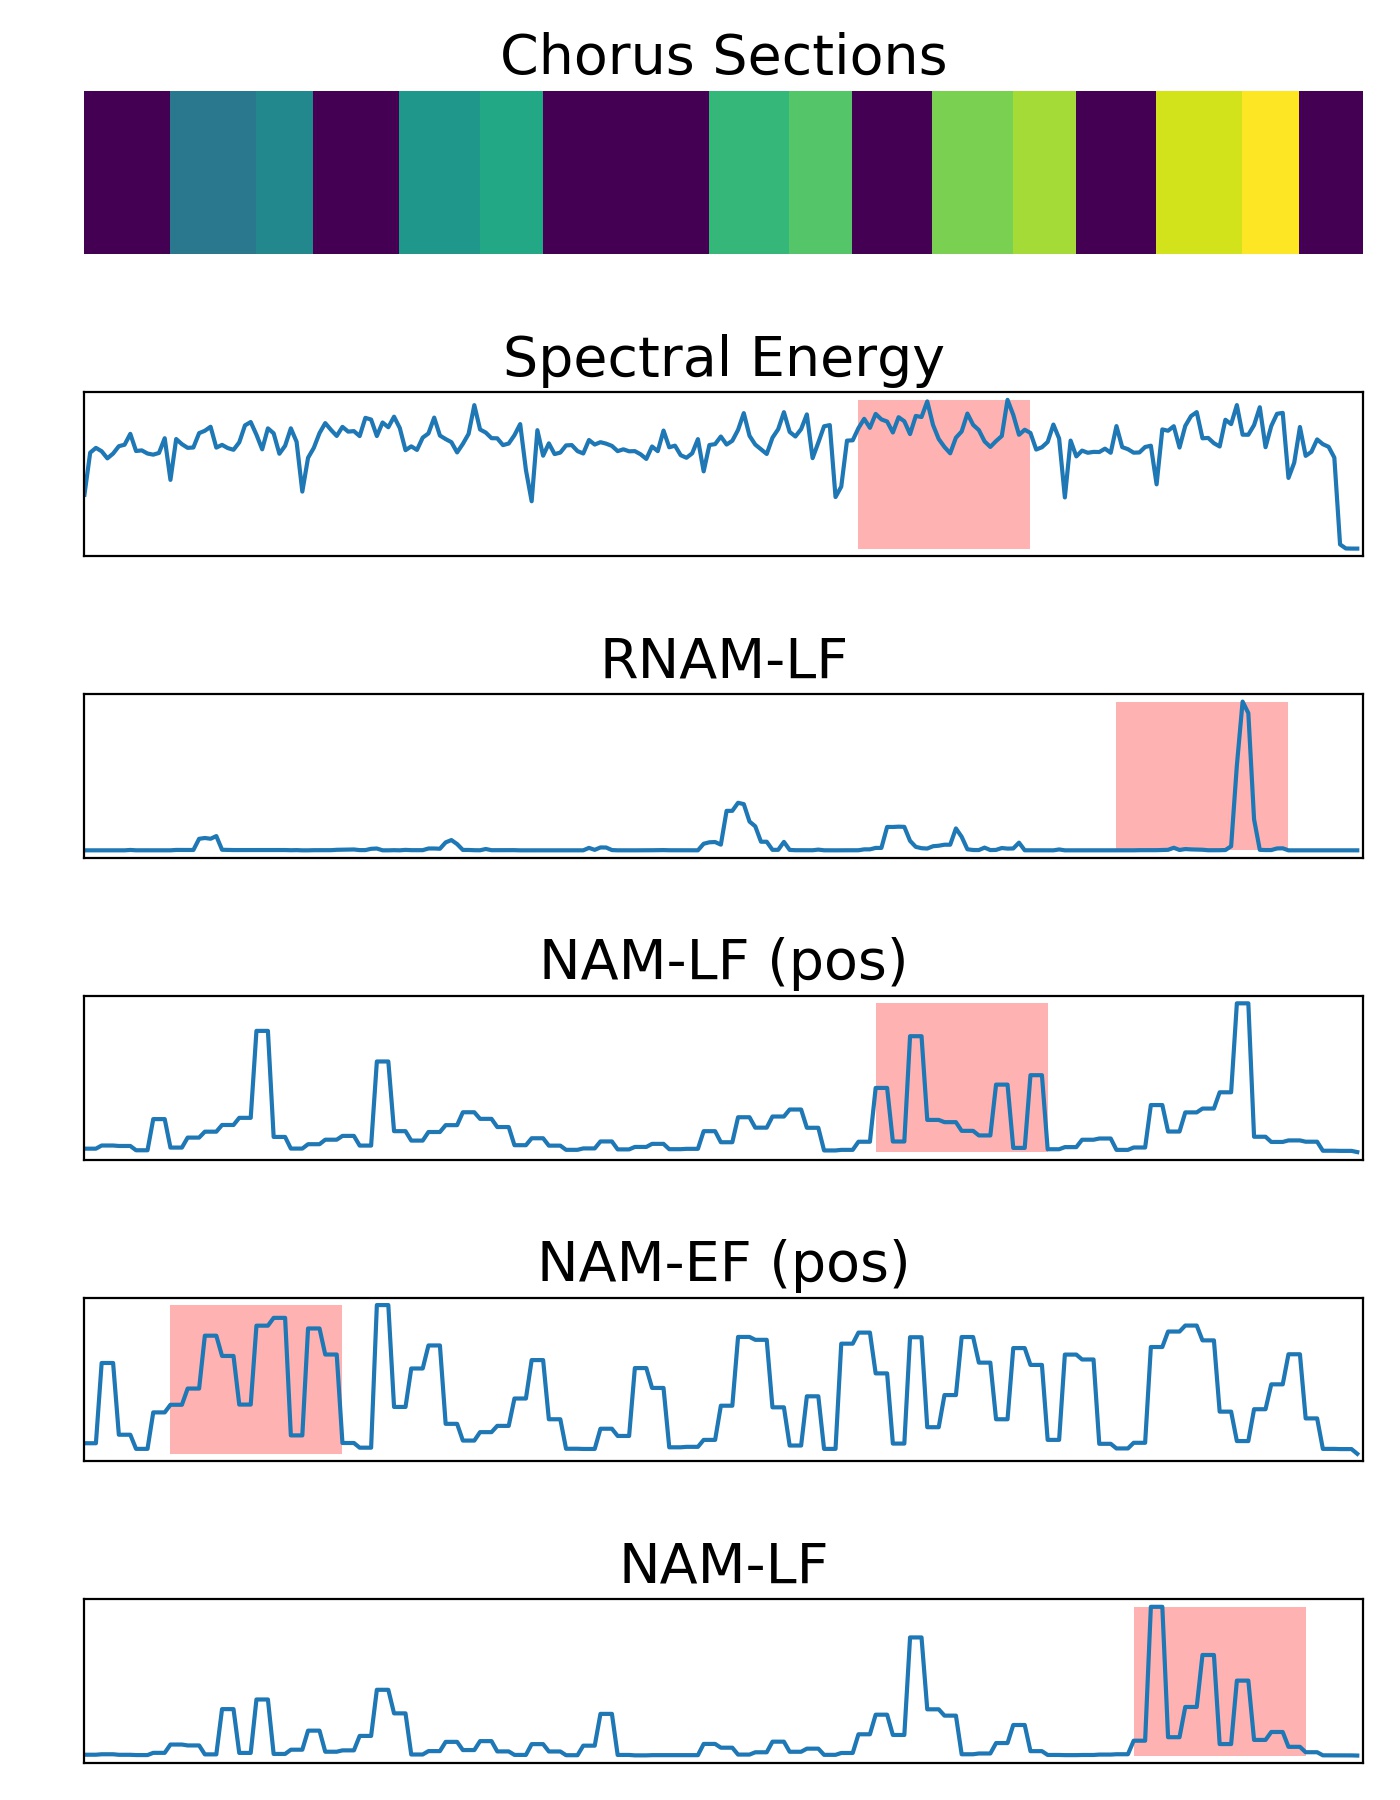 Chorus Sections
Spectral Energy
RNAM-LF
NAM-LF (pos)
NAM-EF (pos)
NAM-LF